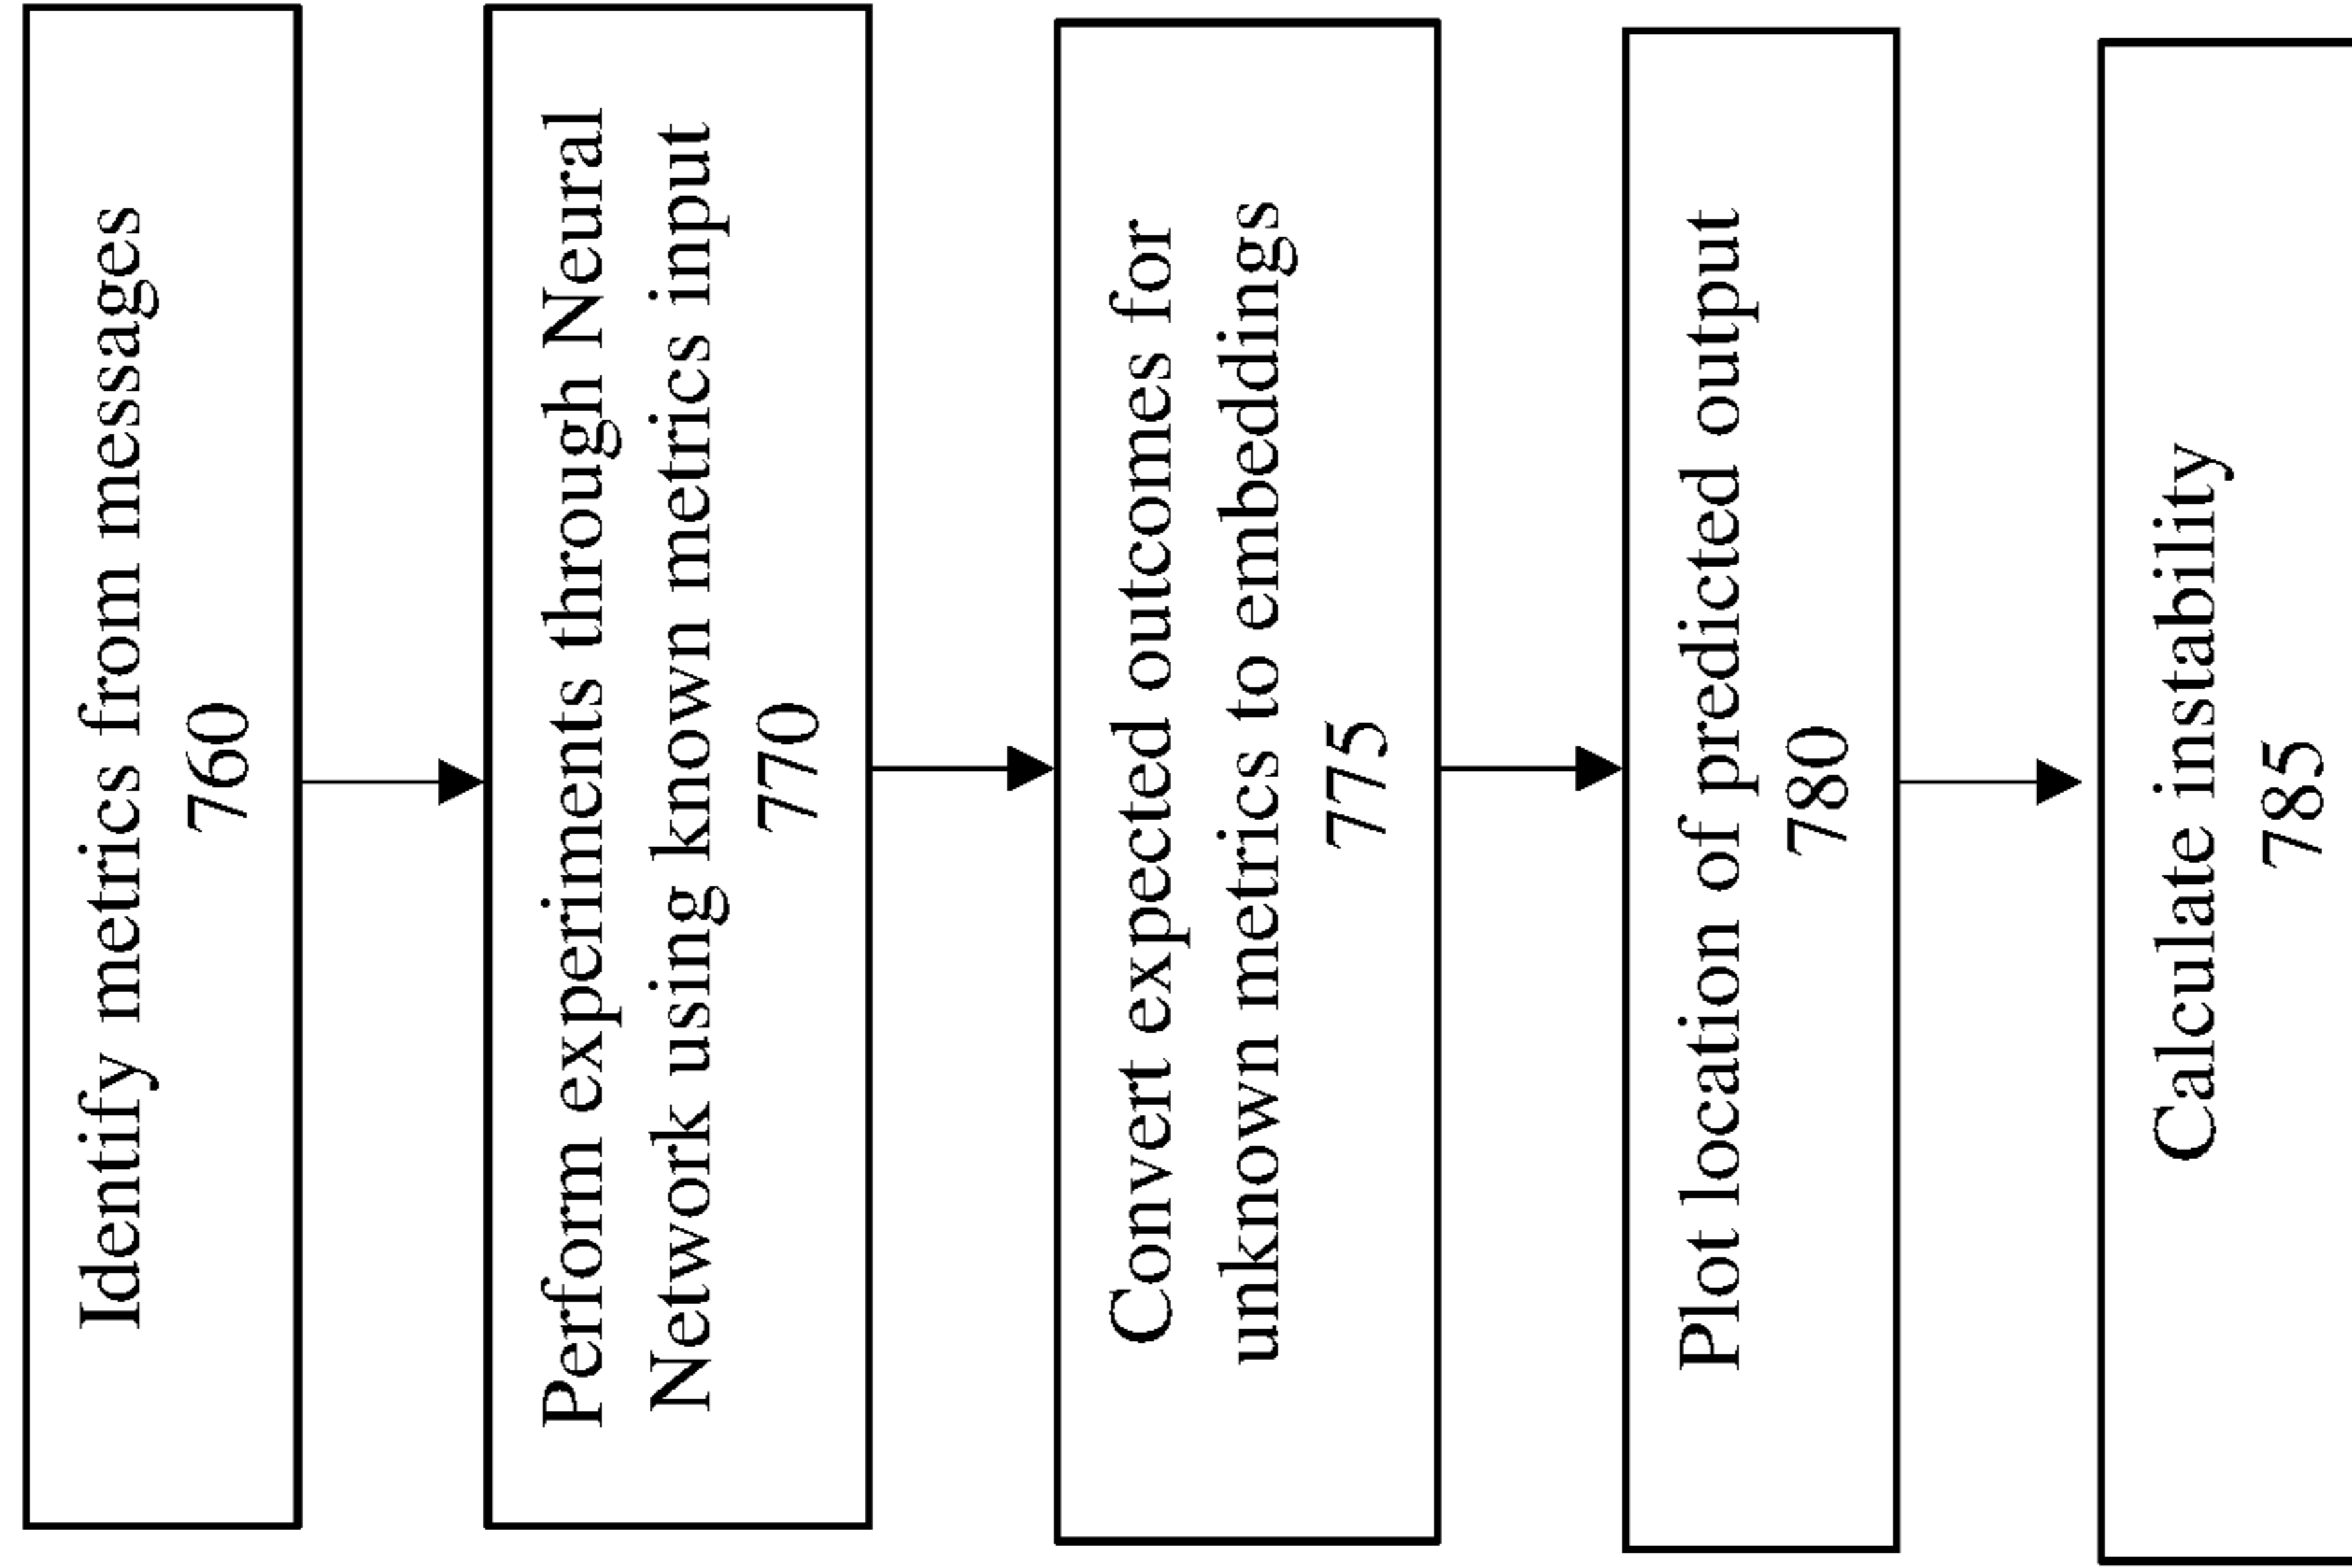 Identify metrics from messages
760
Perform experiments through Neural
Network using known metrics input
770
Convert expected outcomes for
unknown metrics to embeddings
775
Plot location of predicted output
780
Calculate instability
785